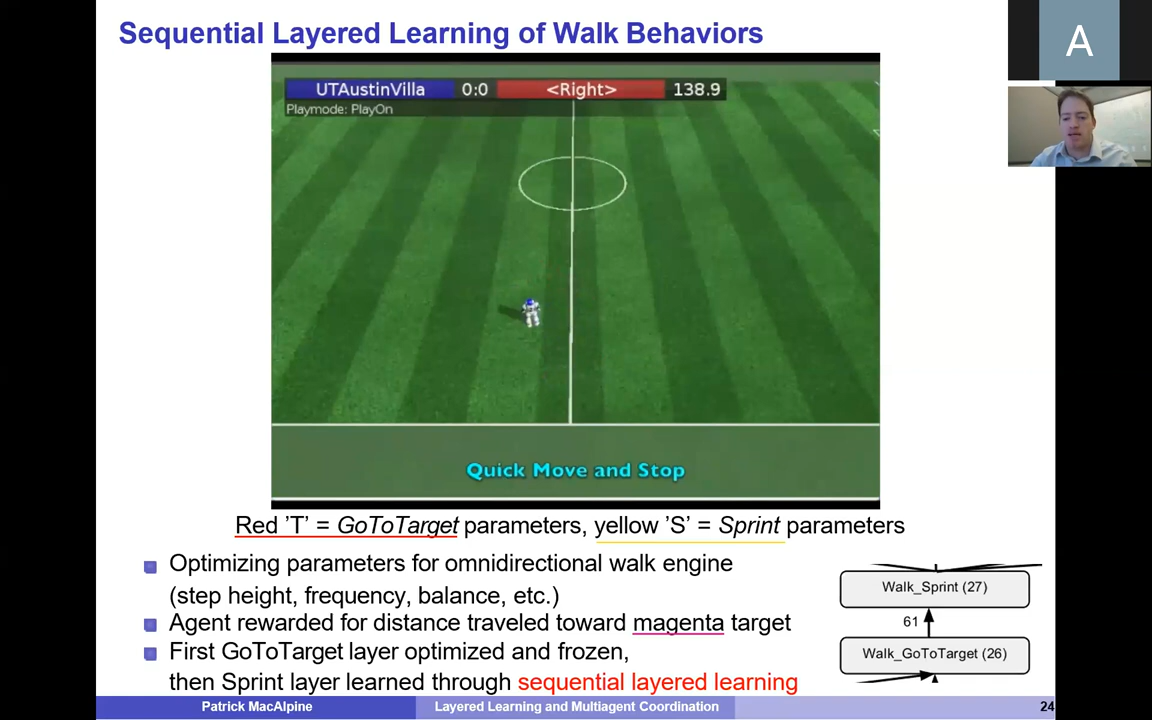 Sequential Layered Learning of Walk Behaviors
A
UTAustinVilla 0:0 <Right> 138.9
Playmode: PlayOn
Quick Move and Stop
Red 'T' = GoToTarget parameters, yellow 'S' = Sprint parameters
Optimizing parameters for omnidirectional walk engine
(step height, frequency, balance, etc.)
Agent rewarded for distance traveled toward magenta target
First GoToTarget layer optimized and frozen,
then Sprint layer learned through sequential layered learning
Walk_Sprint (27)
61
Walk_GoToTarget (26)
Patrick MacAlpine Layered Learning and Multiagent Coordination 24